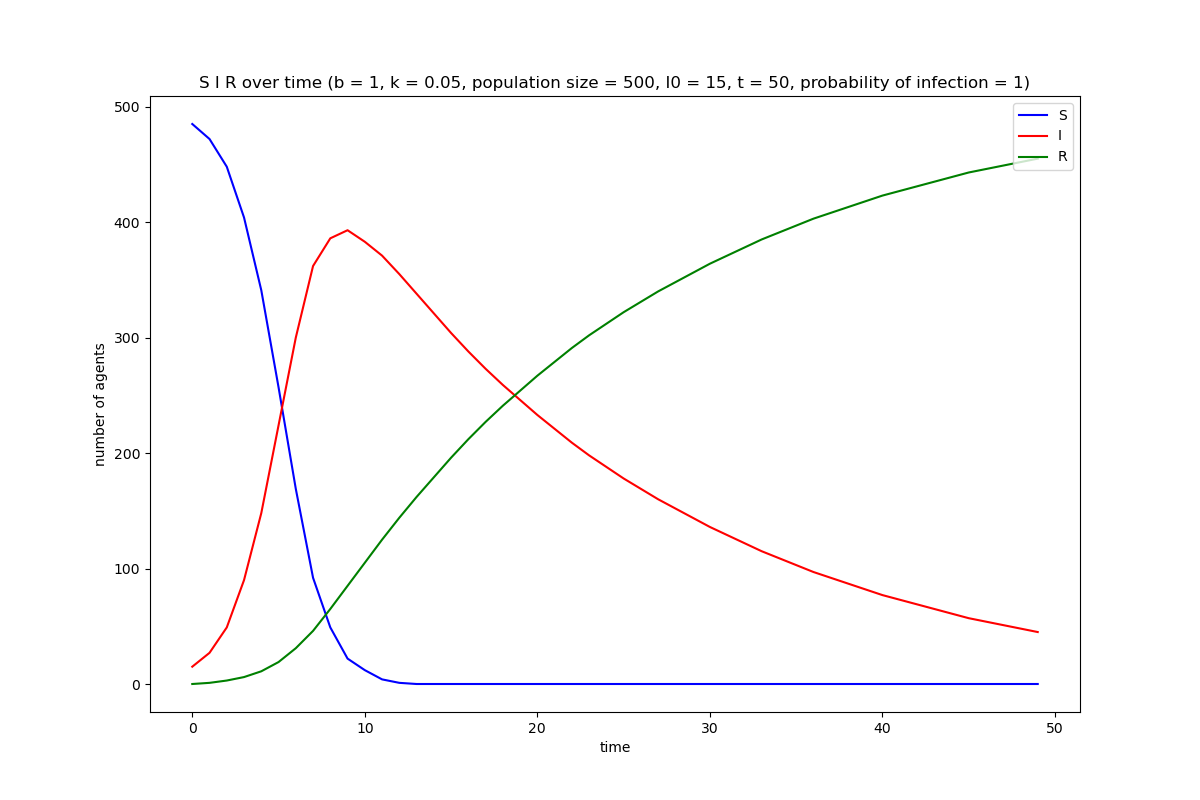 S I R over time (b = 1, k = 0.05, population size = 500, I0 = 15, t = 50, probability of infection = 1)
S
I
R
500
400
300
200
100
0
number of agents
0 10 20 30 40 50
time